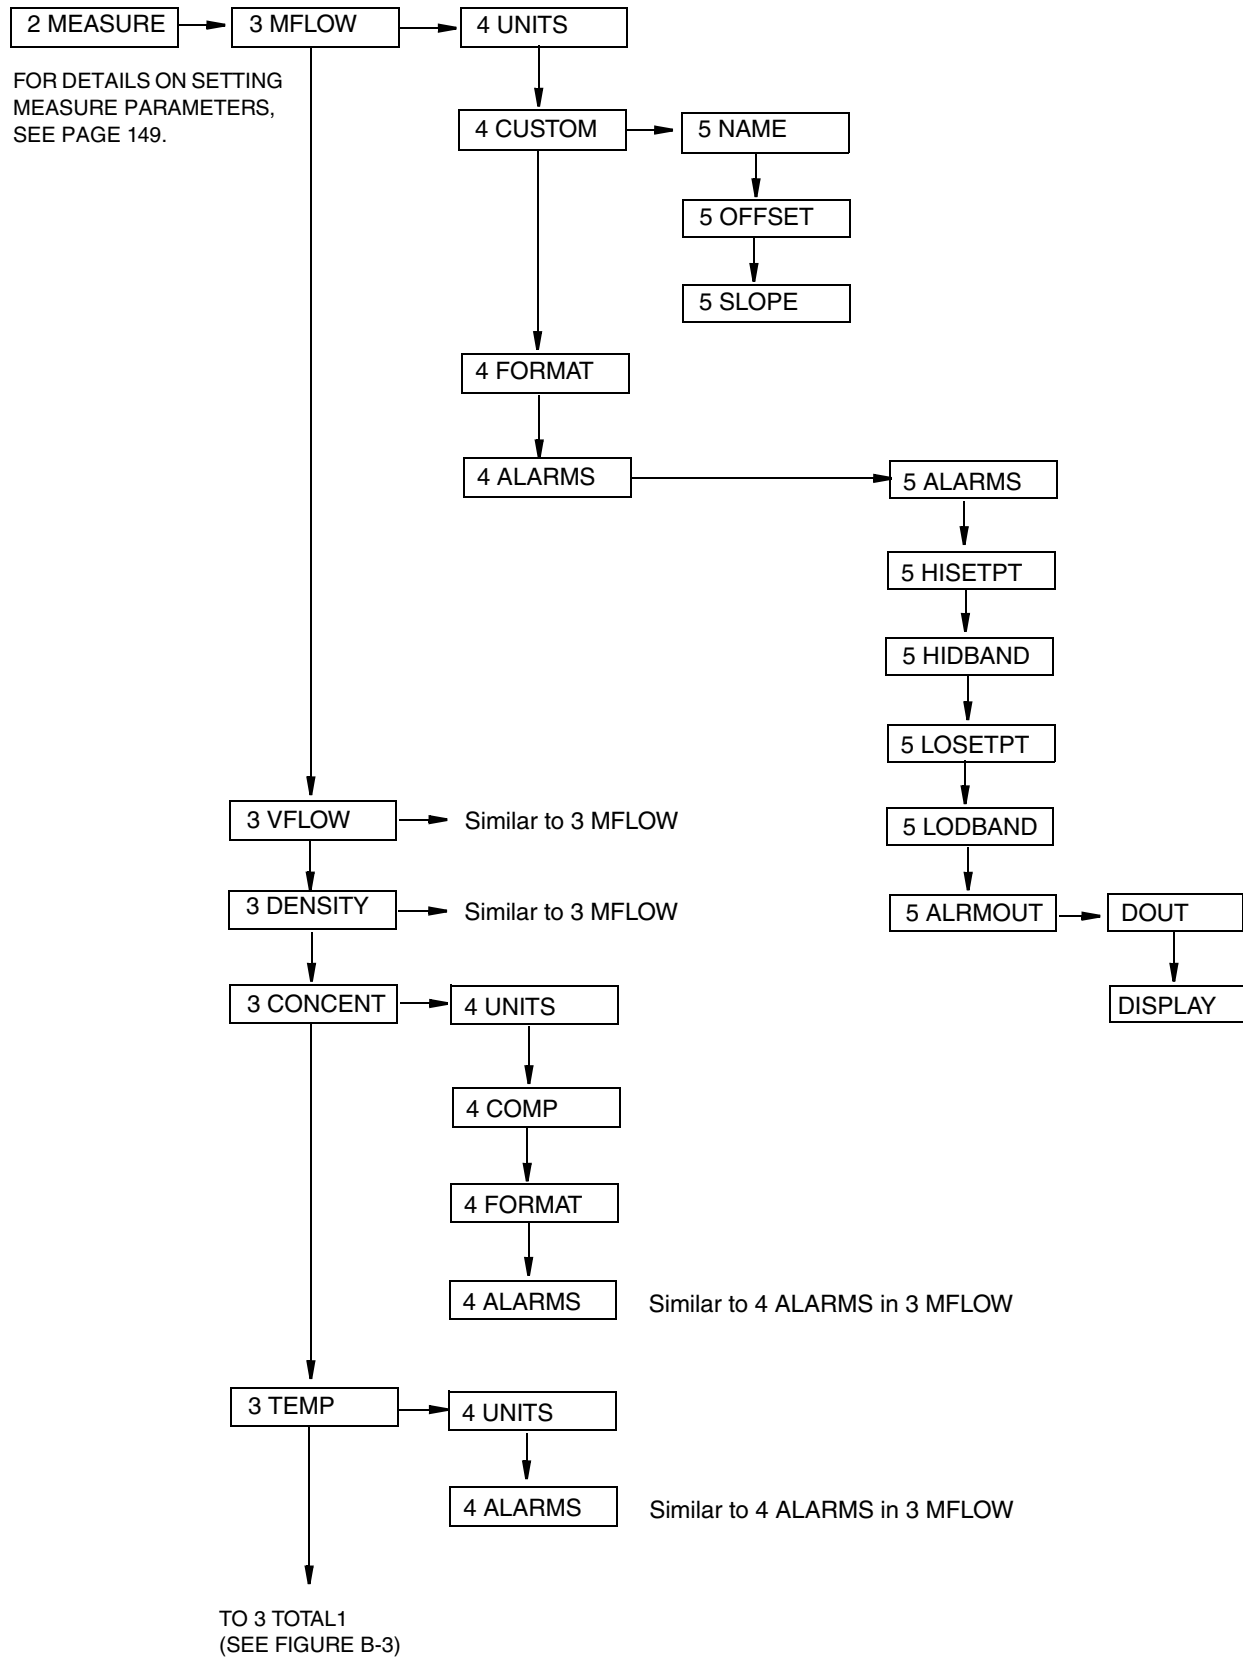 2 MEASURE
3 MFLOW
4 UNITS
FOR DETAILS ON SETTING
MEASURE PARAMETERS,
SEE PAGE 149.
4 CUSTOM
5 NAME
5 OFFSET
5 SLOPE
4 FORMAT
4 ALARMS
5 ALARMS
5 HISETPT
5 HIDBAND
5 LOSETPT
5 LODBAND
5 ALRMOUT
DOUT
DISPLAY
3 VFLOW
Similar to 3 MFLOW
3 DENSITY
Similar to 3 MFLOW
3 CONCENT
4 UNITS
4 COMP
4 FORMAT
4 ALARMS
Similar to 4 ALARMS in 3 MFLOW
3 TEMP
4 UNITS
4 ALARMS
Similar to 4 ALARMS in 3 MFLOW
TO 3 TOTAL1
(SEE FIGURE B-3)